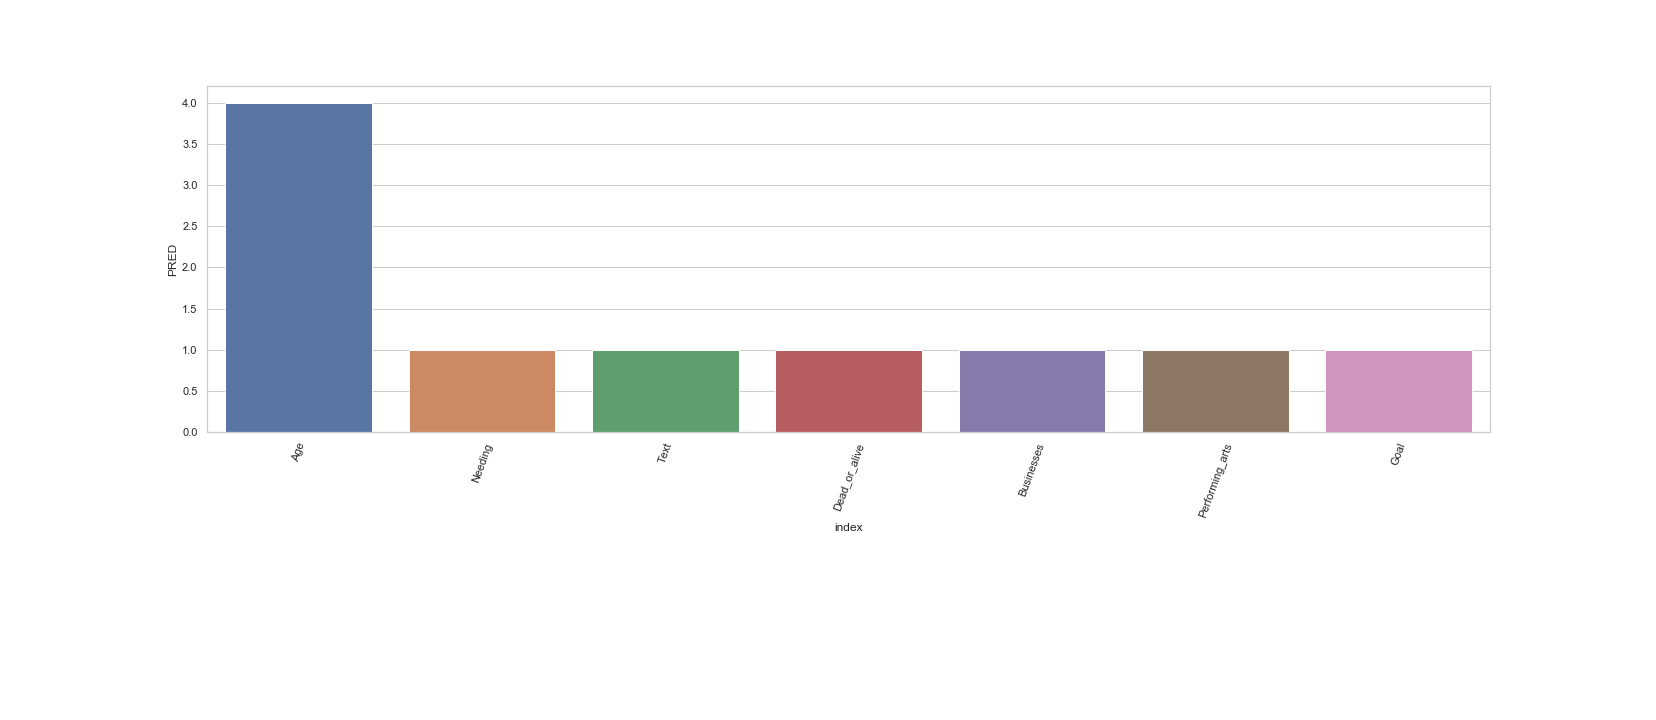 4.0
3.5
3.0
2.5
2.0
1.5
1.0
0.5
0.0
PRED
Age
Needing
Text
Dead_or_alive
Businesses
Performing_arts
Goal
index